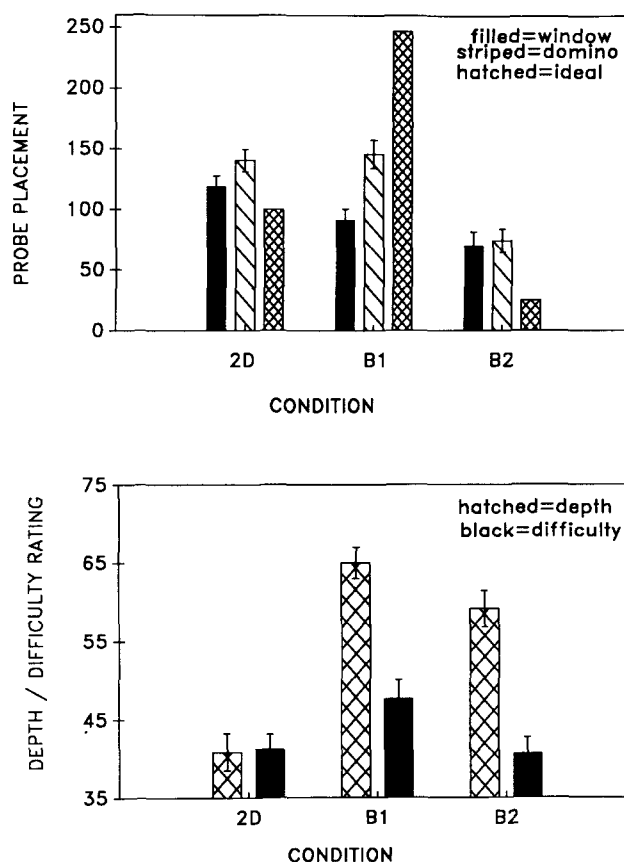 250
200
150
100
50
0
PROBE PLACEMENT
filled=window
striped=domino
hatched=ideal
2D B1 B2
CONDITION
75
65
55
45
35
DEPTH / DIFFICULTY RATING
hatched=depth
black=difficulty
2D B1 B2
CONDITION